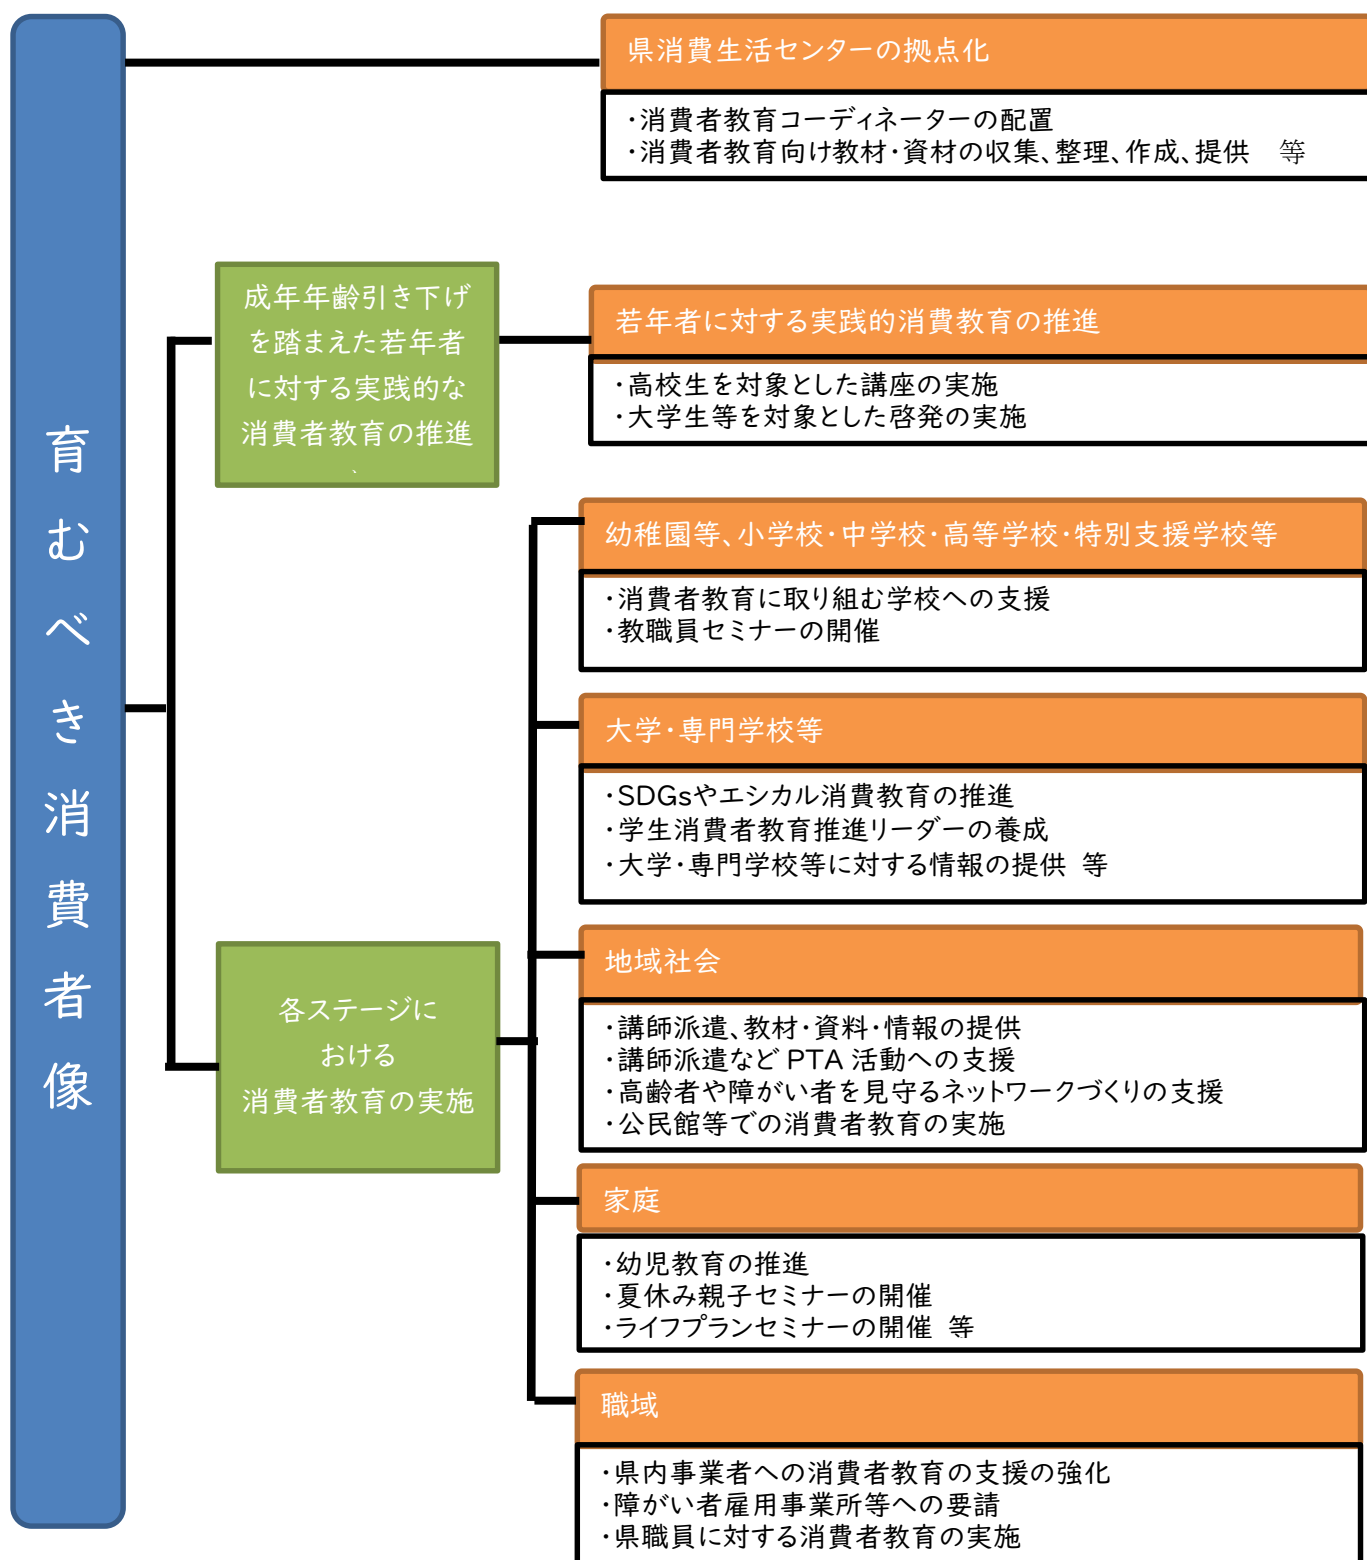 育むべき消費者像
県消費生活センターの拠点化
・消費者教育コーディネーターの配置
・消費者教育向け教材・資材の収集、整理、作成、提供　等
成年年齢引き下げ
を踏まえた若年者
に対する実践的な
消費者教育の推進
、
若年者に対する実践的消費教育の推進
・高校生を対象とした講座の実施
・大学生等を対象とした啓発の実施
各ステージに
おける
消費者教育の実施
幼稚園等、小学校・中学校・高等学校・特別支援学校等
・消費者教育に取り組む学校への支援
・教職員セミナーの開催
大学・専門学校等
・SDGsやエシカル消費教育の推進
・学生消費者教育推進リーダーの養成
・大学・専門学校等に対する情報の提供 等
地域社会
・講師派遣、教材・資料・情報の提供
・講師派遣など PTA 活動への支援
・高齢者や障がい者を見守るネットワークづくりの支援
・公民館等での消費者教育の実施
家庭
・幼児教育の推進
・夏休み親子セミナーの開催
・ライフプランセミナーの開催 等
職域
・県内事業者への消費者教育の支援の強化
・障がい者雇用事業所等への要請
・県職員に対する消費者教育の実施